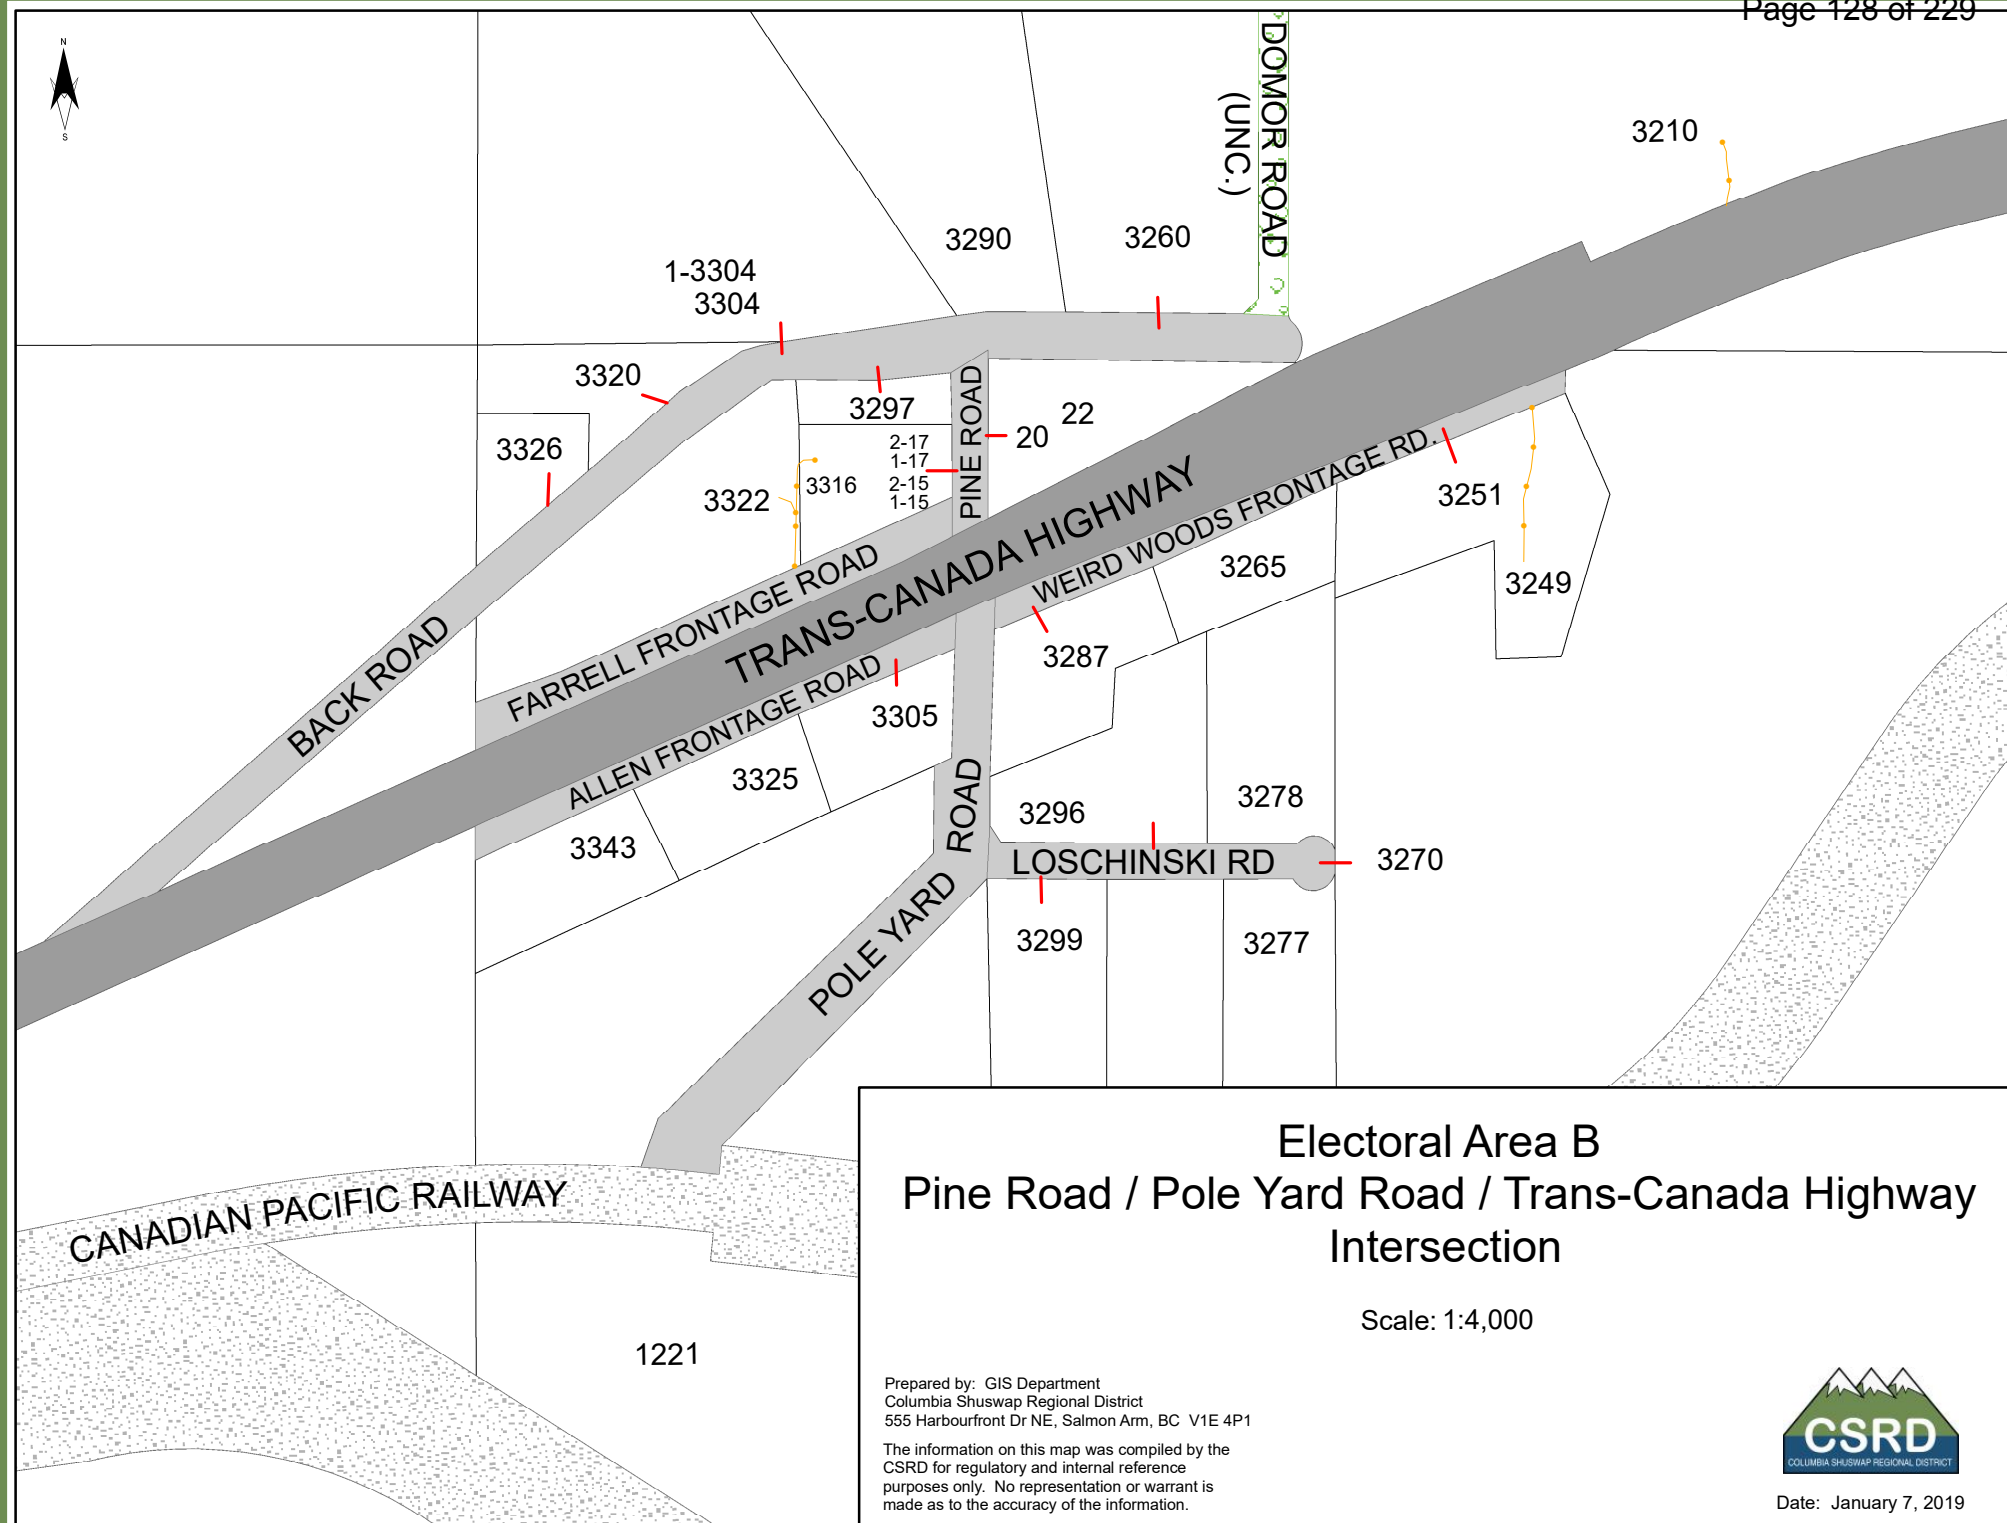 Page 128 of 229
N
S
DOMOR ROAD
(UNC.)
3210
3290
3260
1-3304
3304
3320
3297
PINE ROAD
22
20
2-17
1-17
2-15
1-15
3326
3322
3316
3251
3249
3265
3287
BACK ROAD
FARRELL FRONTAGE ROAD
TRANS-CANADA HIGHWAY
WEIRD WOODS FRONTAGE RD.
ALLEN FRONTAGE ROAD
3305
3325
3343
POLE YARD ROAD
3296
3278
LOSCHINSKI RD
3270
3299
3277
CANADIAN PACIFIC RAILWAY
1221
Electoral Area B
Pine Road / Pole Yard Road / Trans-Canada Highway
Intersection
Scale: 1:4,000
Prepared by: GIS Department
Columbia Shuswap Regional District
555 Harbourfront Dr NE, Salmon Arm, BC V1E 4P1
The information on this map was compiled by the
CSRD for regulatory and internal reference
purposes only. No representation or warrant is
made as to the accuracy of the information.
CSRD
COLUMBIA SHUSWAP REGIONAL DISTRICT
Date: January 7, 2019